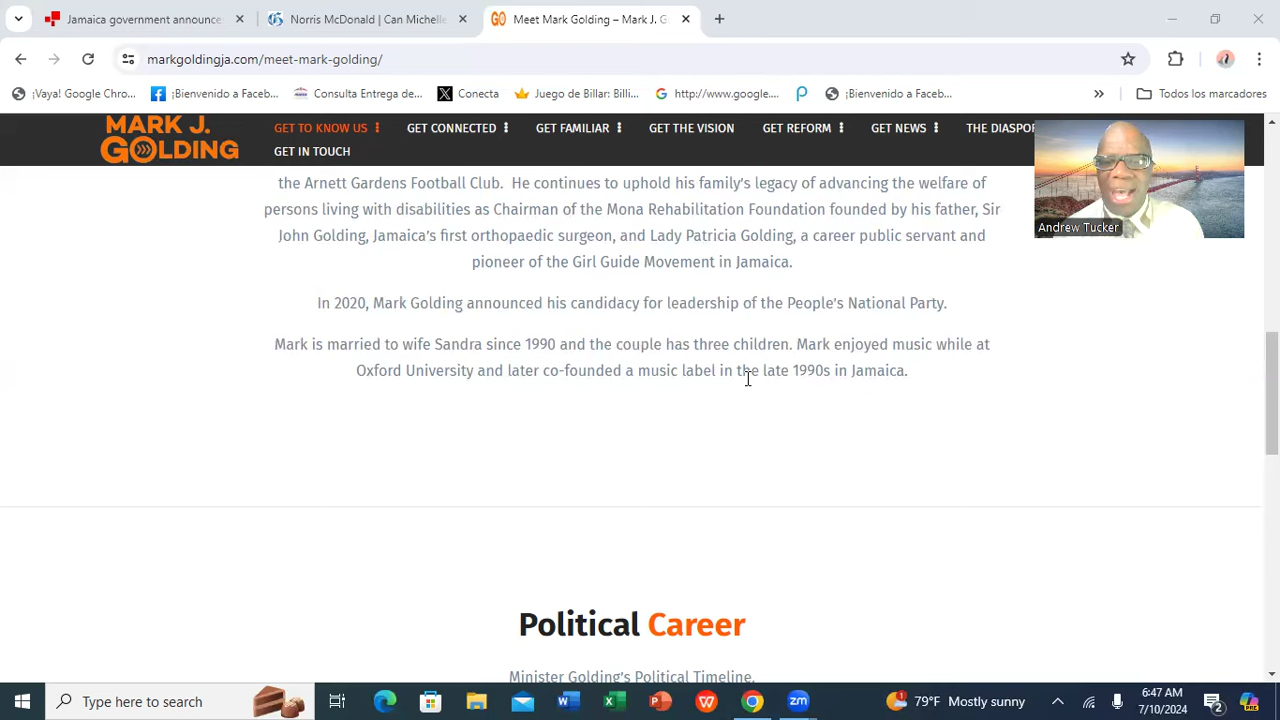 Jamaica government announce
Norris McDonald | Can Michelle
GO Meet Mark Golding – Mark J. G
markgoldingja.com/meet-mark-golding/
¡Vaya! Google Chro...
¡Bienvenido a Faceb...
Consulta Entrega de...
Conecta
Juego de Billar: Billi...
http://www.google....
¡Bienvenido a Faceb...
Todos los marcadores
MARK J.
GOLDING
GET TO KNOW US
GET CONNECTED
GET FAMILIAR
GET THE VISION
GET REFORM
GET NEWS
THE DIASPO
GET IN TOUCH
Andrew Tucker
the Arnett Gardens Football Club. He continues to uphold his family's legacy of advancing the welfare of
persons living with disabilities as Chairman of the Mona Rehabilitation Foundation founded by his father, Sir
John Golding, Jamaica's first orthopaedic surgeon, and Lady Patricia Golding, a career public servant and
pioneer of the Girl Guide Movement in Jamaica.
In 2020, Mark Golding announced his candidacy for leadership of the People's National Party.
Mark is married to wife Sandra since 1990 and the couple has three children. Mark enjoyed music while at
Oxford University and later co-founded a music label in the late 1990s in Jamaica.
Political Career
Minister Golding's Political Timeline.
Type here to search
79°F Mostly sunny
6:47 AM
7/10/2024
2
PRE